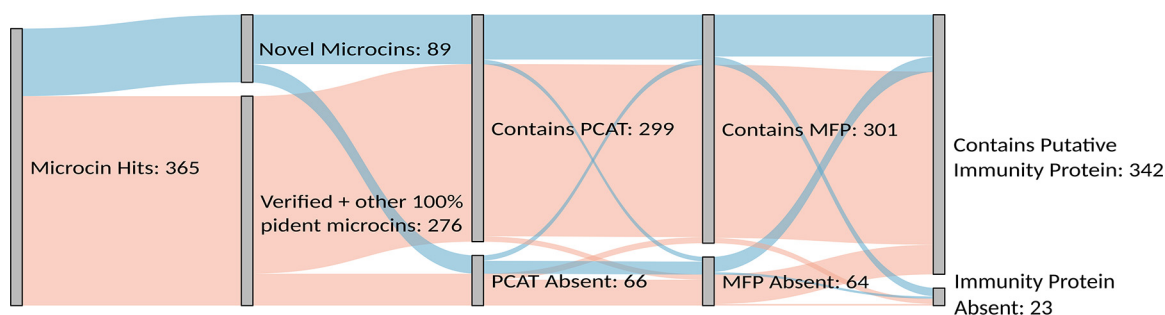 Microcin Hits: 365
Novel Microcins: 89
Verified + other 100%
pident microcins: 276
Contains PCAT: 299
PCAT Absent: 66
Contains MFP: 301
MFP Absent: 64
Contains Putative
Immunity Protein: 342
Immunity Protein
Absent: 23